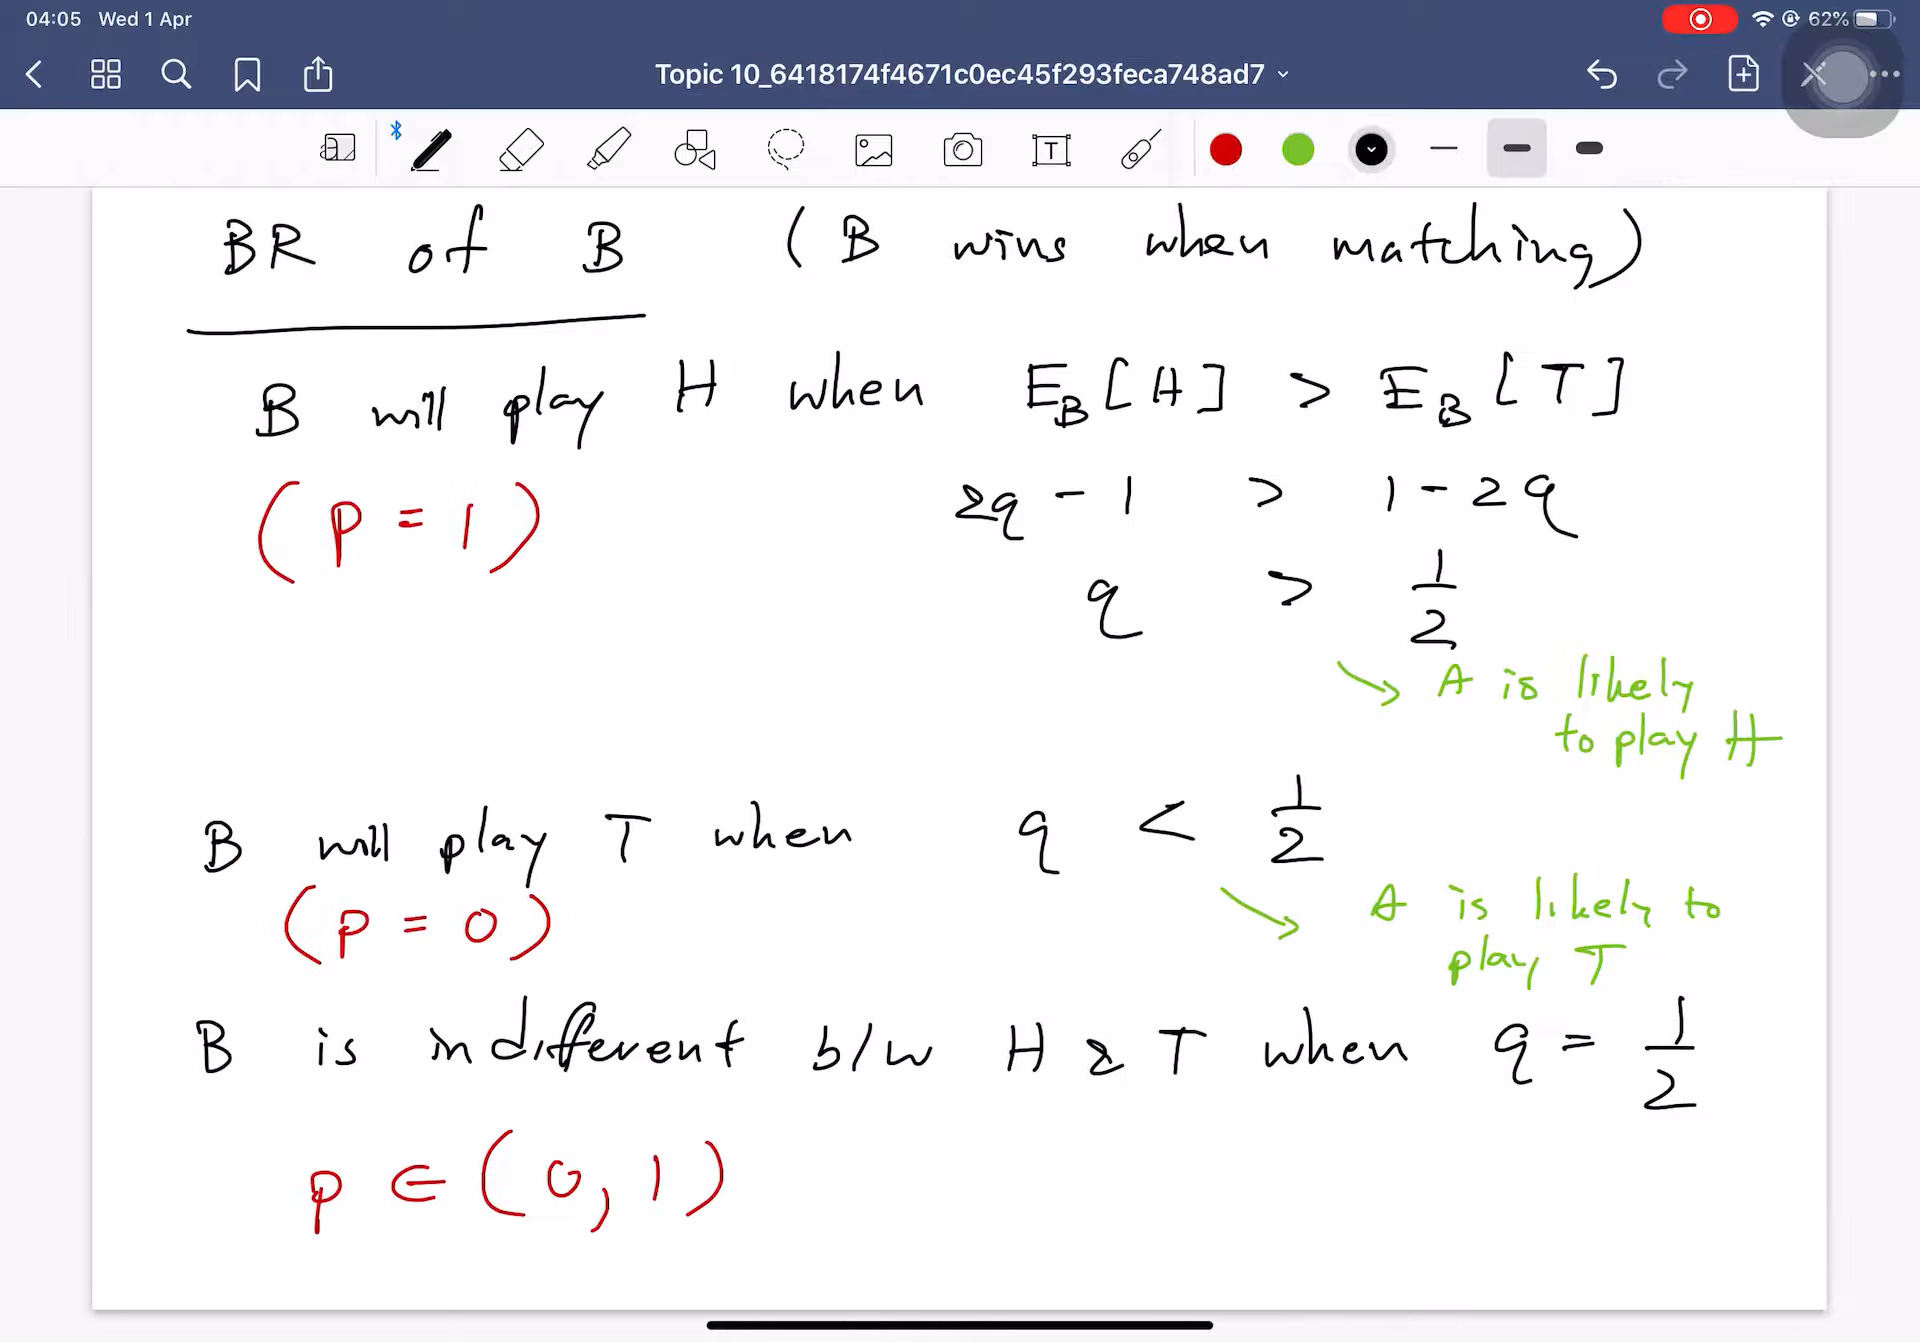 04:05 Wed 1 Apr
62%
Topic 10_6418174f4671c0ec45f293feca748ad7
BR of B (B wins when matching)
B will play H when E_B[H] > E_B[T]
(p = 1)
2q - 1 > 1 - 2q
q > 1/2
→ A is likely
to play H
B will play T when q < 1/2
(p = 0)
→ A is likely to
play T
B is indifferent b/w H & T when q = 1/2
p ∈ (0, 1)